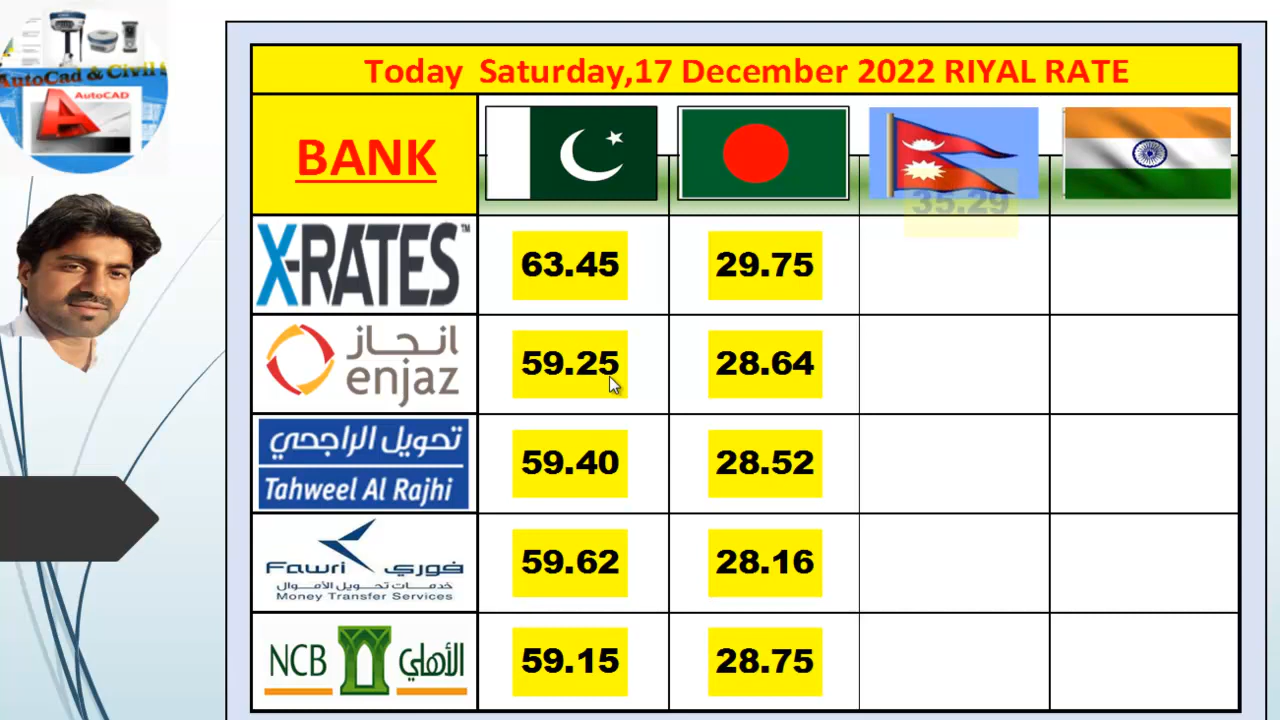 AutoCad & Civil
AutoCAD
Today Saturday,17 December 2022 RIYAL RATE
BANK
35.29
X-RATES™
63.45
29.75
انجاز
enjaz
59.25
28.64
تحويل الراجحي
Tahweel Al Rajhi
59.40
28.52
Fawri فوري
خدمات تحويل الأموال
Money Transfer Services
59.62
28.16
NCB الأهلي
59.15
28.75